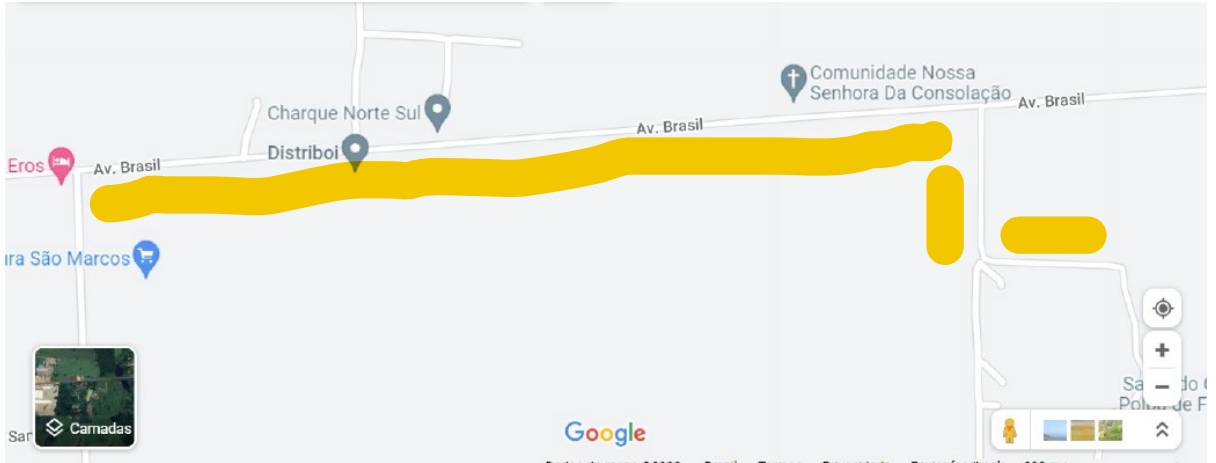 Comunidade Nossa
Senhora Da Consolação
Av. Brasil
Charque Norte Sul
Av. Brasil
Distriboi
Eros
Av. Brasil
ura São Marcos
Camadas
Google